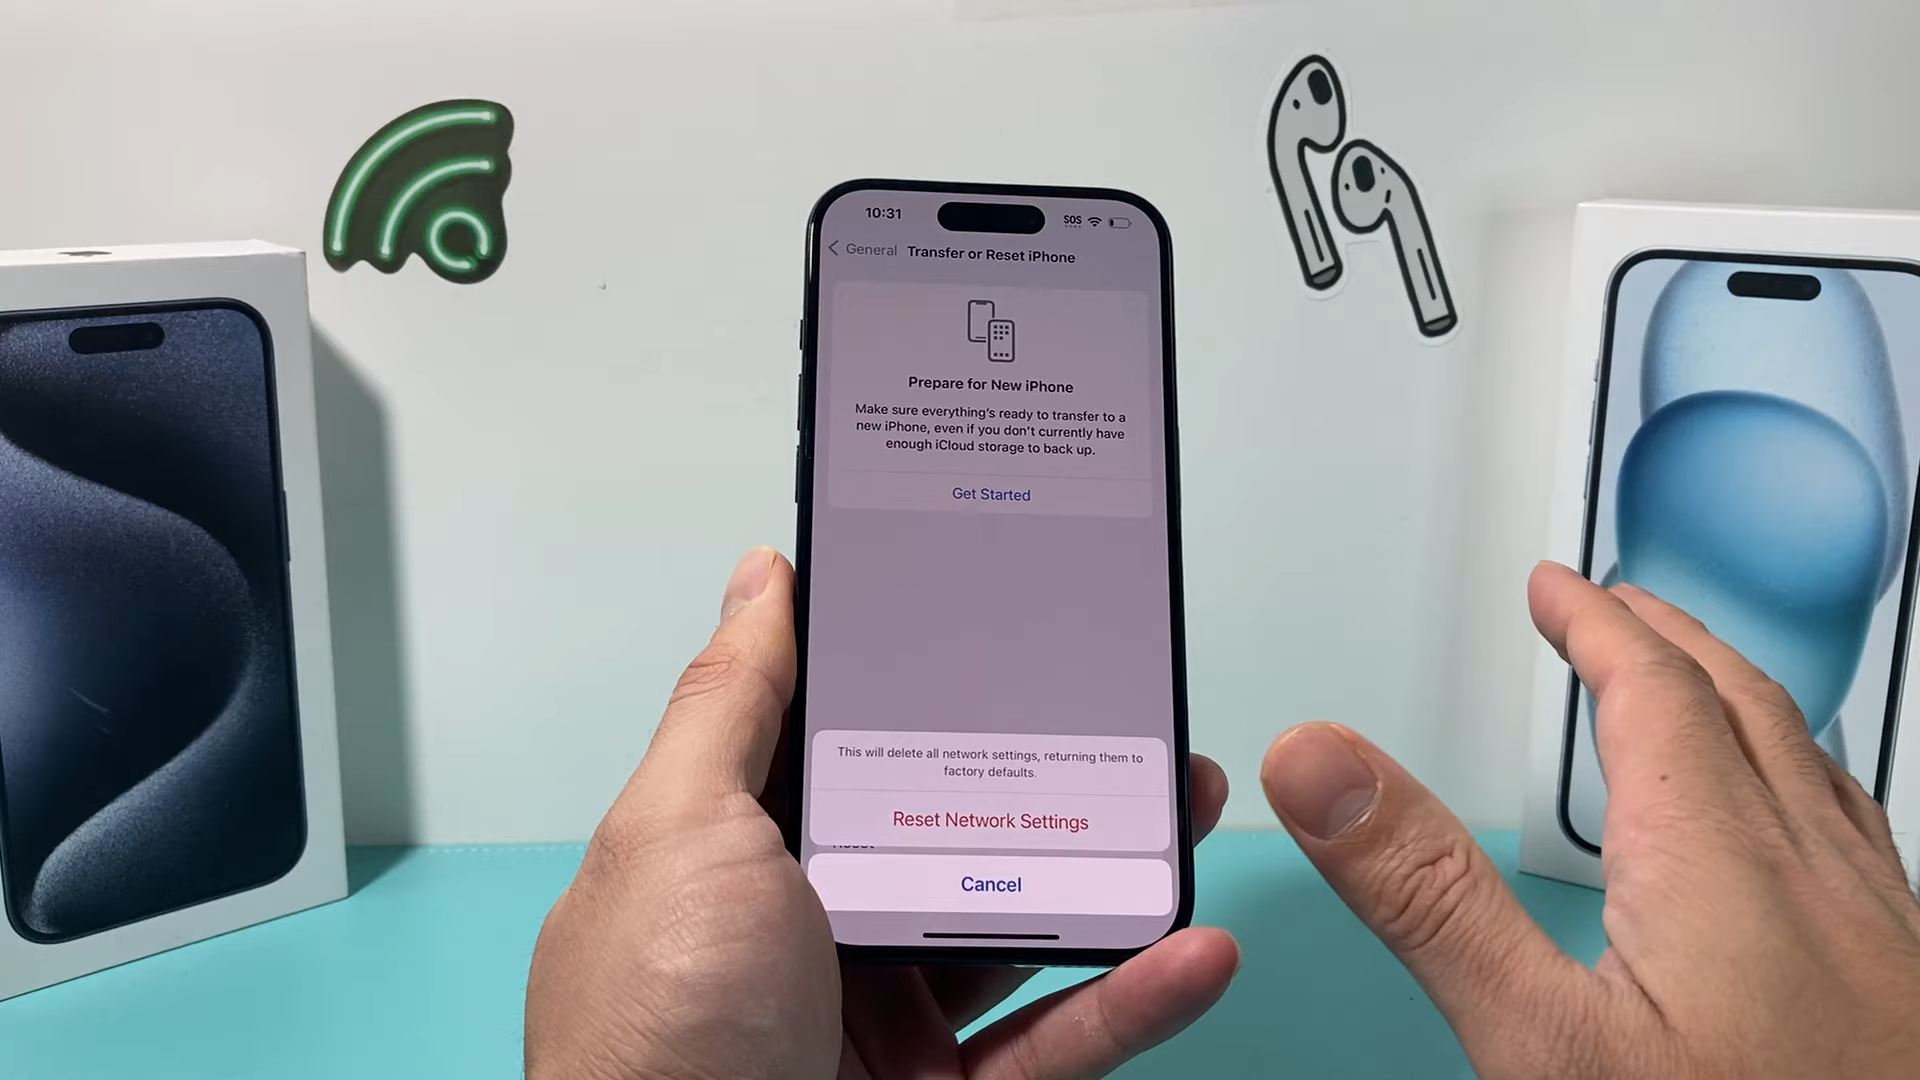 10:31
SOS
General
Transfer or Reset iPhone
Prepare for New iPhone
Make sure everything's ready to transfer to a
new iPhone, even if you don't currently have
enough iCloud storage to back up.
Get Started
This will delete all network settings, returning them to
factory defaults.
Reset Network Settings
Reset
Cancel